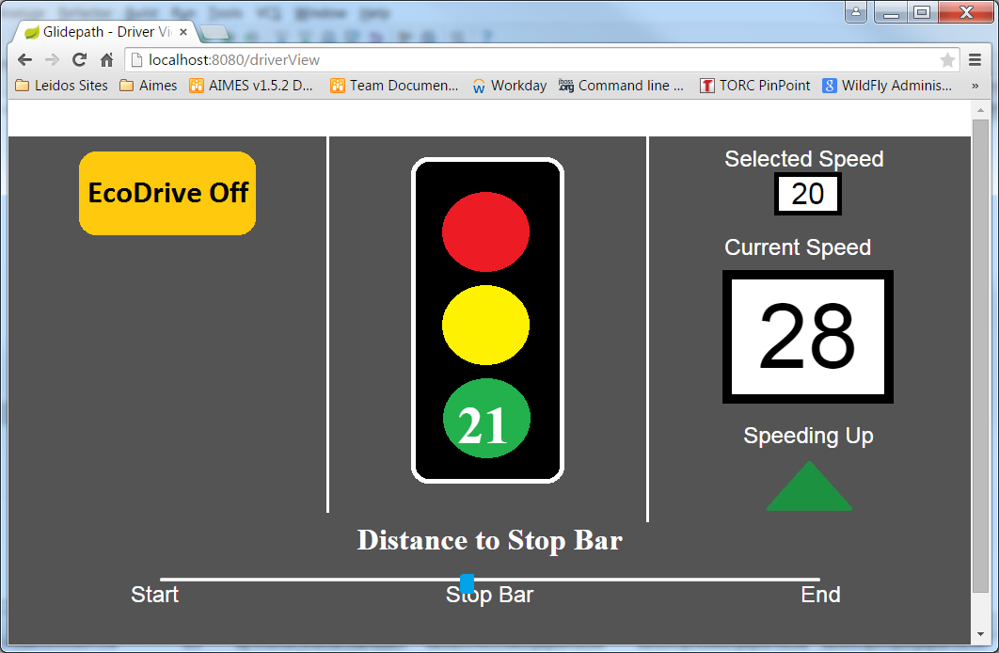 Glidepath - Driver Vi
localhost:8080/driverView
Leidos Sites Aimes AIMES v1.5.2 D... Team Documen... Workday jboss.org Command line ... TORC PinPoint WildFly Adminis... »
EcoDrive Off
21
Selected Speed
20
Current Speed
28
Speeding Up
Distance to Stop Bar
Start Stop Bar End